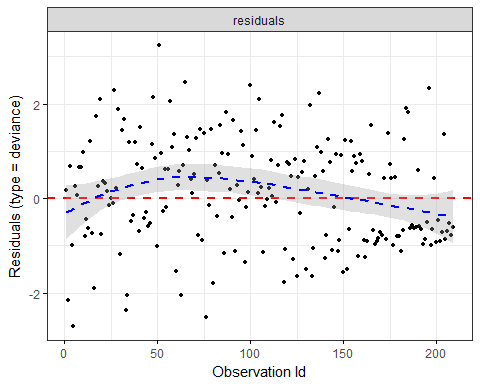 residuals
Residuals (type = deviance)
2
0
-2
0
50
100
150
200
Observation Id